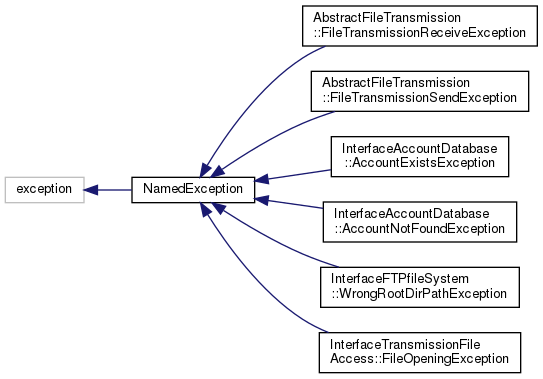 AbstractFileTransmission
::FileTransmissionReceiveException
AbstractFileTransmission
::FileTransmissionSendException
InterfaceAccountDatabase
::AccountExistsException
exception
NamedException
InterfaceAccountDatabase
::AccountNotFoundException
InterfaceFTPfileSystem
::WrongRootDirPathException
InterfaceTransmissionFile
Access::FileOpeningException